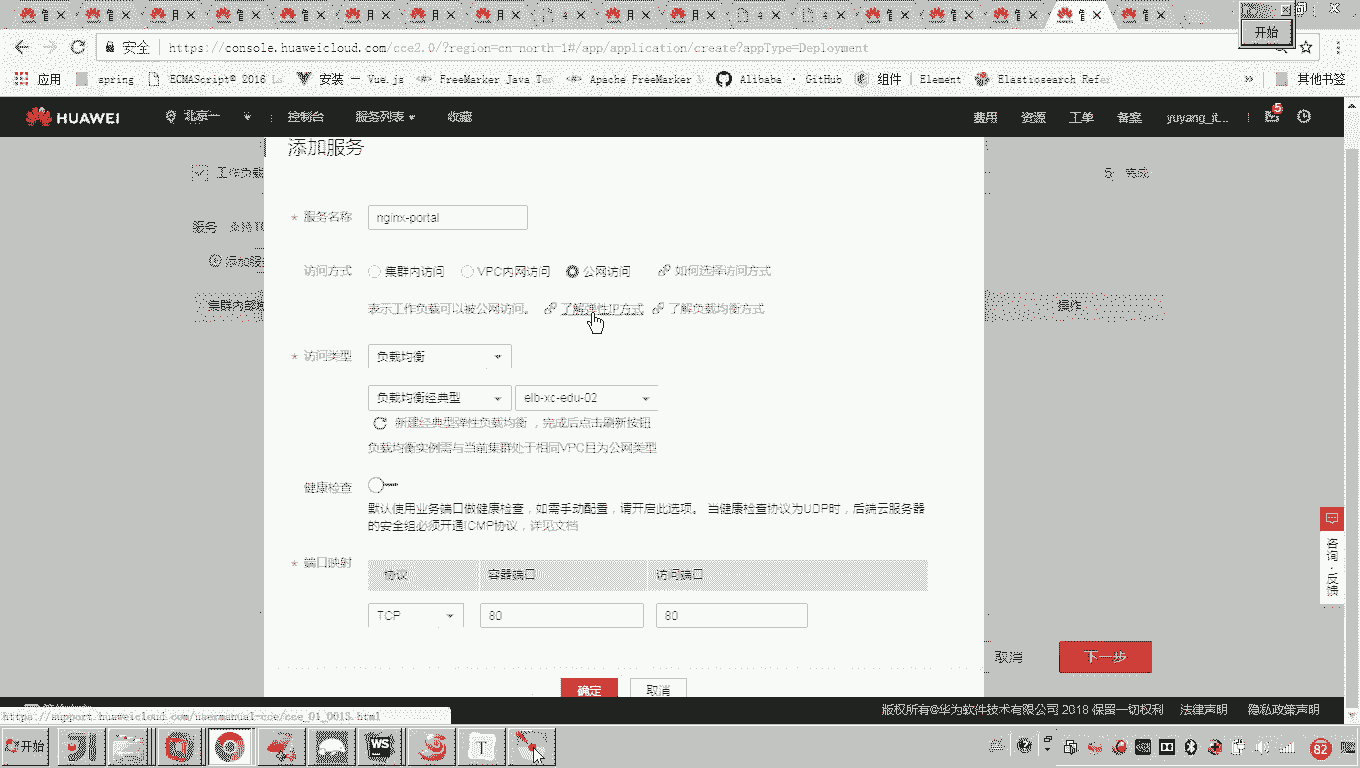 开始
安全 https://console.huaweicloud.com/cce2.0/?region=cn-north-1#/app/application/create?appType=Deployment
应用 spring ECMAScript® 2016 安装 — Vue.js FreeMarker Java Apache FreeMarker Alibaba · GitHub 组件 | Element Elasticsearch » 其他书签
HUAWEI 北京一 控制台 服务列表 收藏 费用 资源 工单 备案 yuyang_it... 5
添加服务
工作负载 5 完成
* 服务名称 nginx-portal
服务 支持
访问方式 集群内访问 VPC内网访问 公网访问 如何选择访问方式
添加服
集群内部 操作
表示工作负载可以被公网访问。 了解弹性IP方式 了解负载均衡方式
* 访问类型 负载均衡
负载均衡经典型 elb-xc-edu-02
新建经典型弹性负载均衡 ，完成后点击刷新按钮
负载均衡实例需与当前集群处于相同VPC且为公网类型
健康检查
默认使用业务端口做健康检查，如需手动配置，请开启此选项。 当健康检查协议为UDP时，后端云服务器
的安全组必须开通ICMP协议，详见文档
* 端口映射 协议 容器端口 访问端口
TCP 80 80
咨询·反馈
取消 下一步
确定 取消
版权所有@华为软件技术有限公司 2018 保留一切权利 法律声明 隐私政策声明
https://support.huaweicloud.com/usermanual-cce/cce_01_0013.html
开始 WS T 82